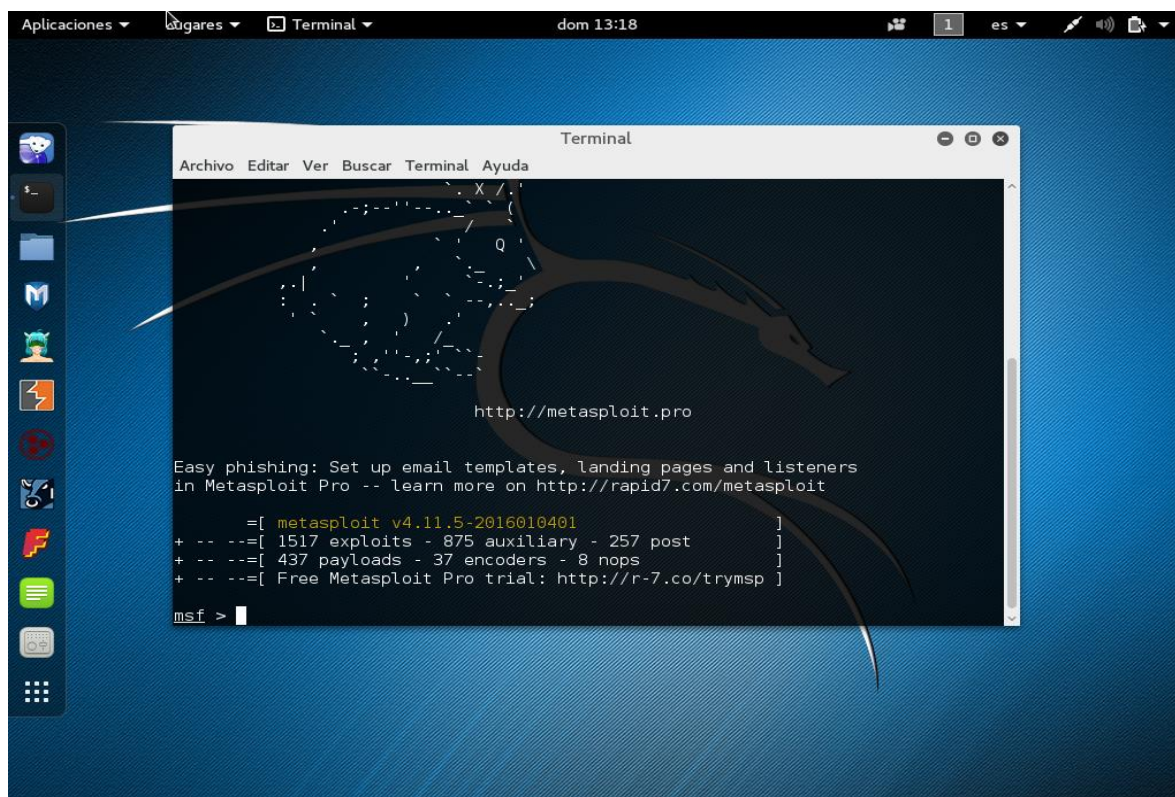 Aplicaciones
Lugares
Terminal
dom 13:18
1
es
Terminal
Archivo Editar Ver Buscar Terminal Ayuda
http://metasploit.pro
Easy phishing: Set up email templates, landing pages and listeners
in Metasploit Pro -- learn more on http://rapid7.com/metasploit
=[ metasploit v4.11.5-2016010401 ]
+ -- --=[ 1517 exploits - 875 auxiliary - 257 post ]
+ -- --=[ 437 payloads - 37 encoders - 8 nops ]
+ -- --=[ Free Metasploit Pro trial: http://r-7.co/trymsp ]
msf >